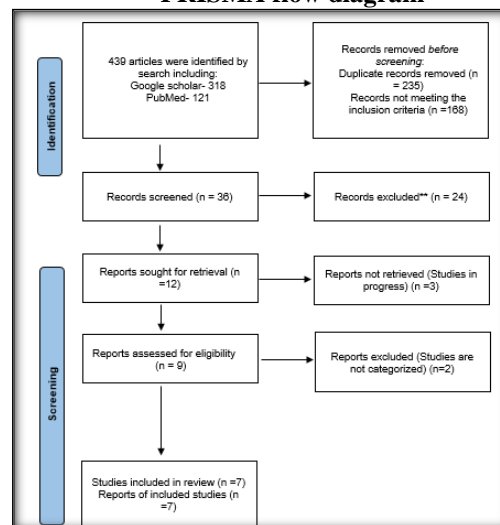 PRISMA flow diagram
Identification
439 articles were identified by
search including:
Google scholar- 318
PubMed- 121
Records removed before
screening:
Duplicate records removed (n
= 235)
Records not meeting the
inclusion criteria (n =168)
Records screened (n = 36)
Records excluded** (n = 24)
Screening
Reports sought for retrieval (n
=12)
Reports not retrieved (Studies in
progress) (n =3)
Reports assessed for eligibility
(n = 9)
Reports excluded (Studies are
not categorized) (n=2)
Studies included in review (n =7)
Reports of included studies (n
=7)